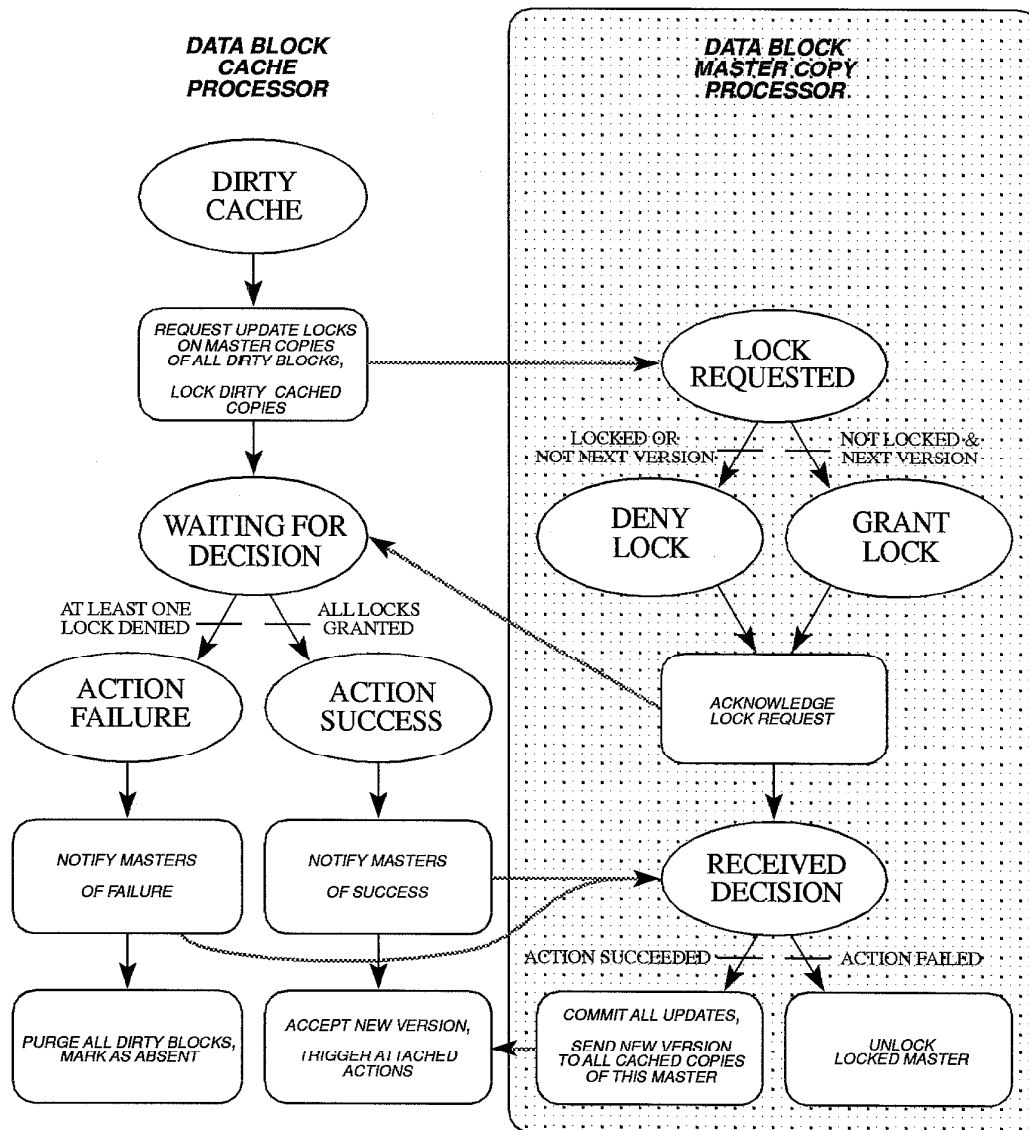 DATA BLOCK
CACHE
PROCESSOR
DATA BLOCK
MASTER COPY
PROCESSOR
DIRTY
CACHE
REQUEST UPDATE LOCKS
ON MASTER COPIES
OF ALL DIRTY BLOCKS,
LOCK DIRTY CACHED
COPIES
LOCK
REQUESTED
LOCKED OR
NOT NEXT VERSION
NOT LOCKED &
NEXT VERSION
WAITING FOR
DECISION
DENY
LOCK
GRANT
LOCK
AT LEAST ONE
LOCK DENIED
ALL LOCKS
GRANTED
ACTION
FAILURE
ACTION
SUCCESS
ACKNOWLEDGE
LOCK REQUEST
NOTIFY MASTERS
OF FAILURE
NOTIFY MASTERS
OF SUCCESS
RECEIVED
DECISION
ACTION SUCCEEDED
ACTION FAILED
PURGE ALL DIRTY BLOCKS,
MARK AS ABSENT
ACCEPT NEW VERSION,
TRIGGER ATTACHED
ACTIONS
COMMIT ALL UPDATES,
SEND NEW VERSION
TO ALL CACHED COPIES
OF THIS MASTER
UNLOCK
LOCKED MASTER